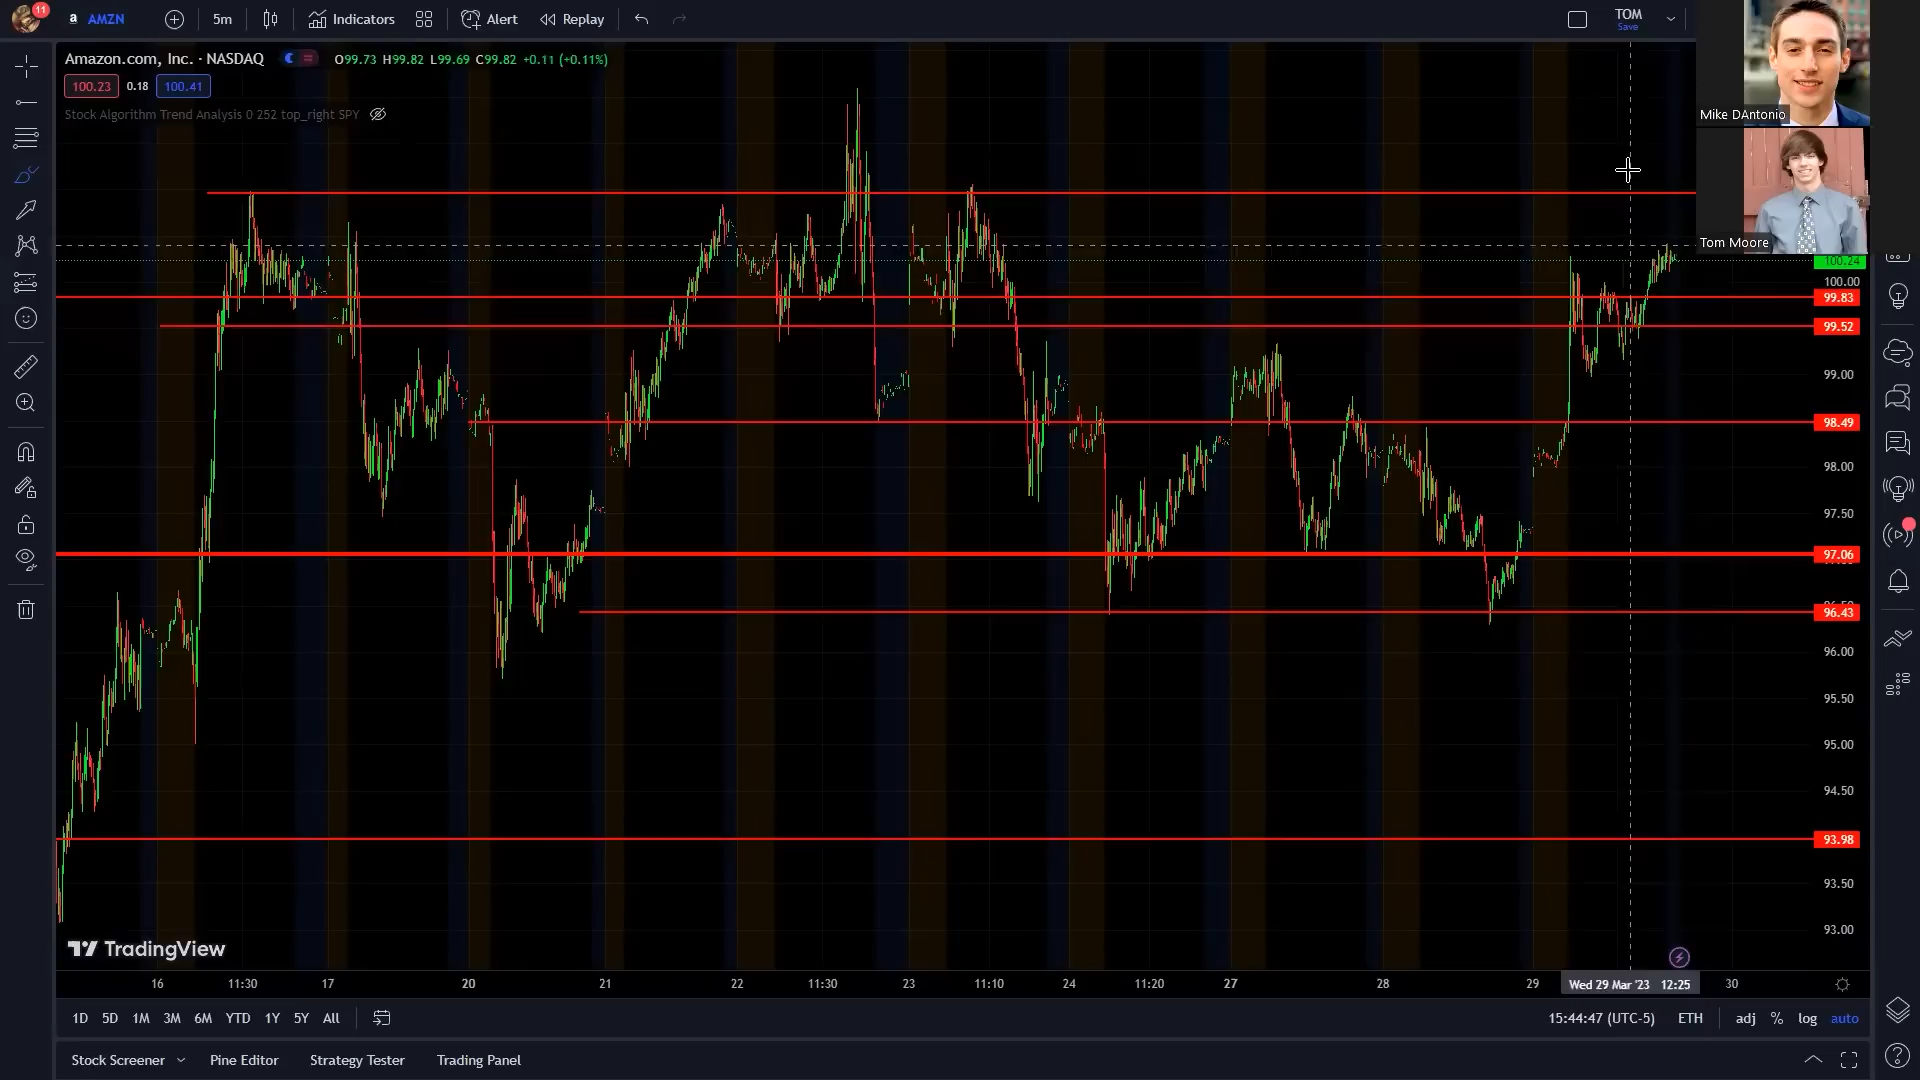 11
a AMZN
5m
Indicators
Alert
Replay
TOM
Save
Amazon.com, Inc. · NASDAQ
O99.73 H99.82 L99.69 C99.82 +0.11 (+0.11%)
100.23 0.18 100.41
Stock Algorithm Trend Analysis 0 252 top_right SPY
Mike DAntonio
Tom Moore
100.24
100.00
99.83
99.52
99.00
98.49
98.00
97.50
97.06
96.43
96.00
95.50
95.00
94.50
93.98
93.50
93.00
TradingView
16 11:30 17 20 21 22 11:30 23 11:10 24 11:20 27 28 29 Wed 29 Mar '23 12:25 30
1D 5D 1M 3M 6M YTD 1Y 5Y All
15:44:47 (UTC-5) ETH adj % log auto
Stock Screener Pine Editor Strategy Tester Trading Panel